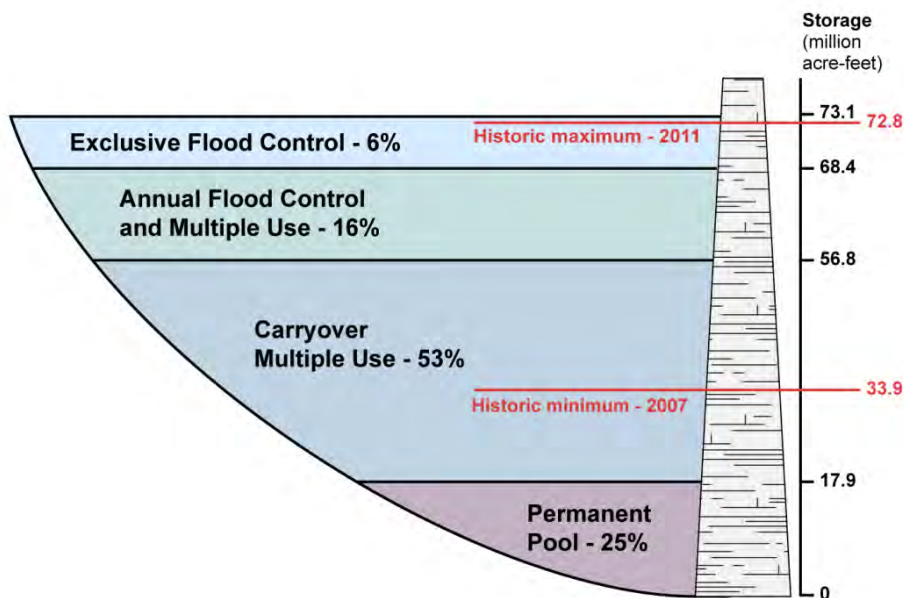 Storage
(million
acre-feet)
73.1
72.8
Historic maximum - 2011
Exclusive Flood Control - 6%
68.4
Annual Flood Control
and Multiple Use - 16%
56.8
Carryover
Multiple Use - 53%
33.9
Historic minimum - 2007
17.9
Permanent
Pool - 25%
0